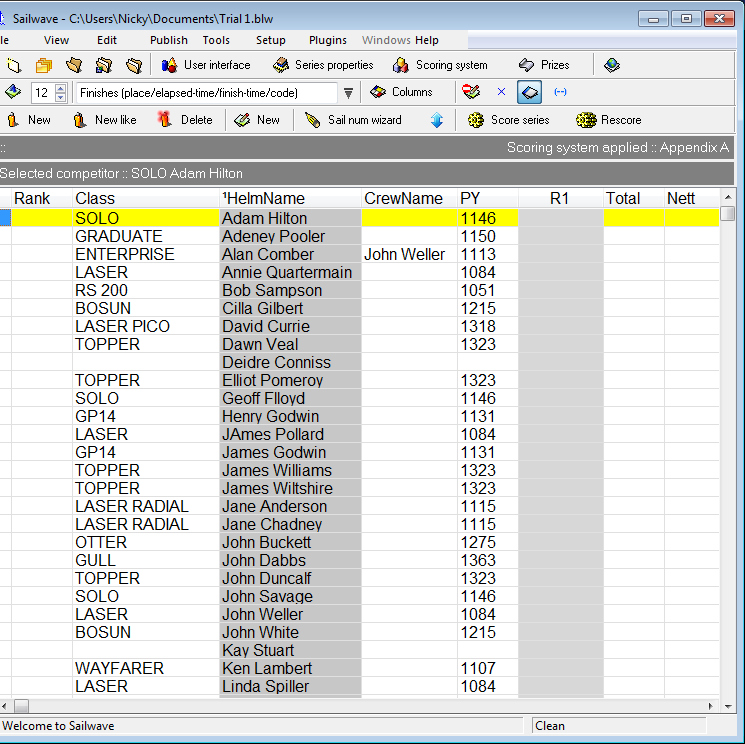 Sailwave - C:\Users\Nicky\Documents\Trial 1.blw
le View Edit Publish Tools Setup Plugins Windows Help
User interface Series properties Scoring system Prizes
12 Finishes (place/elapsed-time/finish-time/code) Columns
New New like Delete New Sail num wizard Score series Rescore
:: Scoring system applied :: Appendix A
Selected competitor :: SOLO Adam Hilton
Rank Class ¹HelmName CrewName PY R1 Total Nett
SOLO Adam Hilton 1146
GRADUATE Adeney Pooler 1150
ENTERPRISE Alan Comber John Weller 1113
LASER Annie Quartermain 1084
RS 200 Bob Sampson 1051
BOSUN Cilla Gilbert 1215
LASER PICO David Currie 1318
TOPPER Dawn Veal 1323
Deidre Conniss
TOPPER Elliot Pomeroy 1323
SOLO Geoff Flloyd 1146
GP14 Henry Godwin 1131
LASER JAmes Pollard 1084
GP14 James Godwin 1131
TOPPER James Williams 1323
TOPPER James Wiltshire 1323
LASER RADIAL Jane Anderson 1115
LASER RADIAL Jane Chadney 1115
OTTER John Buckett 1275
GULL John Dabbs 1363
TOPPER John Duncalf 1323
SOLO John Savage 1146
LASER John Weller 1084
BOSUN John White 1215
Kay Stuart
WAYFARER Ken Lambert 1107
LASER Linda Spiller 1084
Welcome to Sailwave Clean